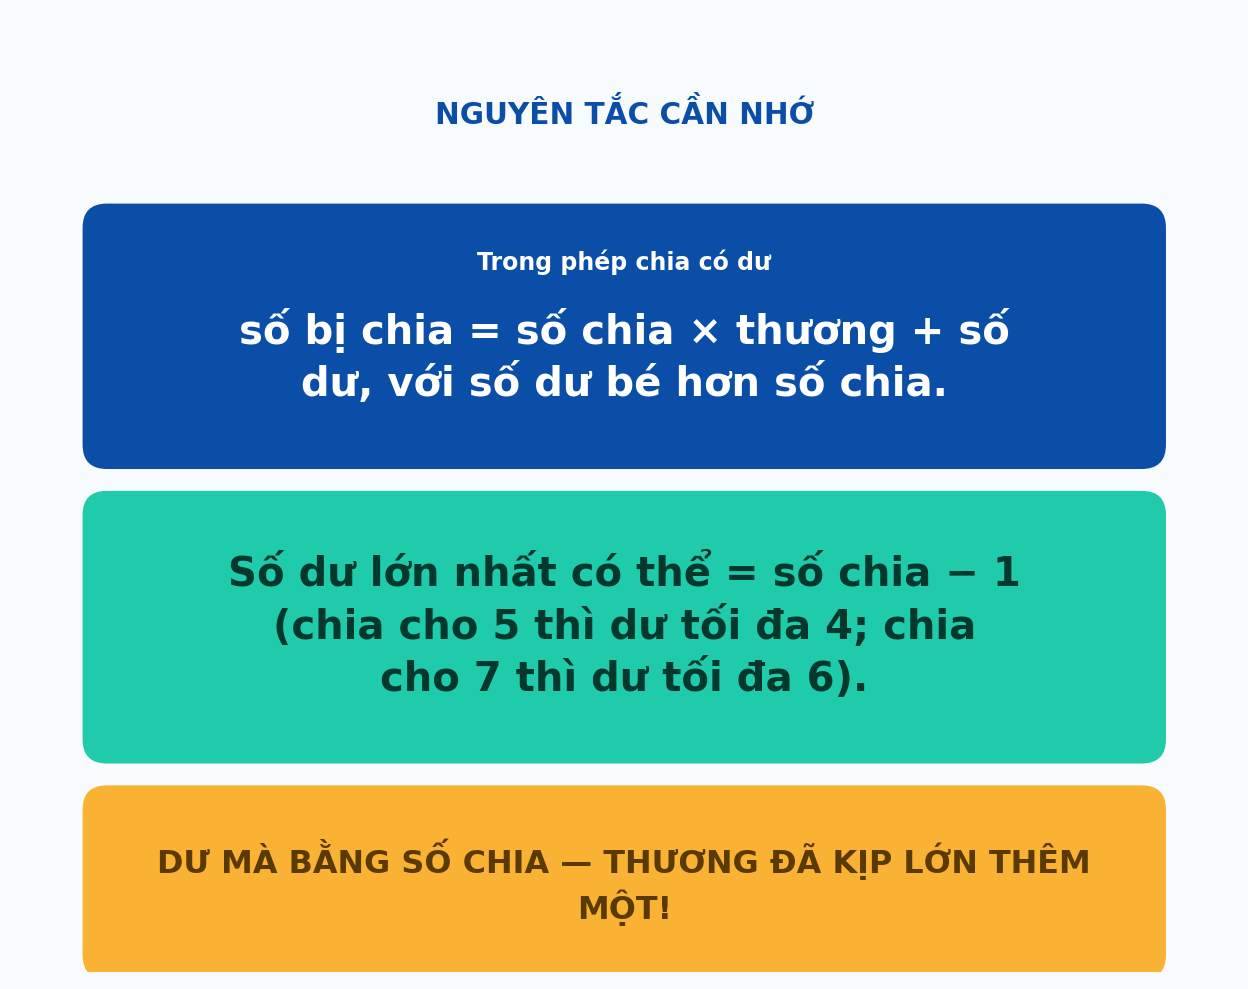 NGUYÊN TẮC CẦN NHỚ
Trong phép chia có dư
số bị chia = số chia × thương + số
dư, với số dư bé hơn số chia.
Số dư lớn nhất có thể = số chia − 1
(chia cho 5 thì dư tối đa 4; chia
cho 7 thì dư tối đa 6).
DƯ MÀ BẰNG SỐ CHIA — THƯƠNG ĐÃ KỊP LỚN THÊM
MỘT!